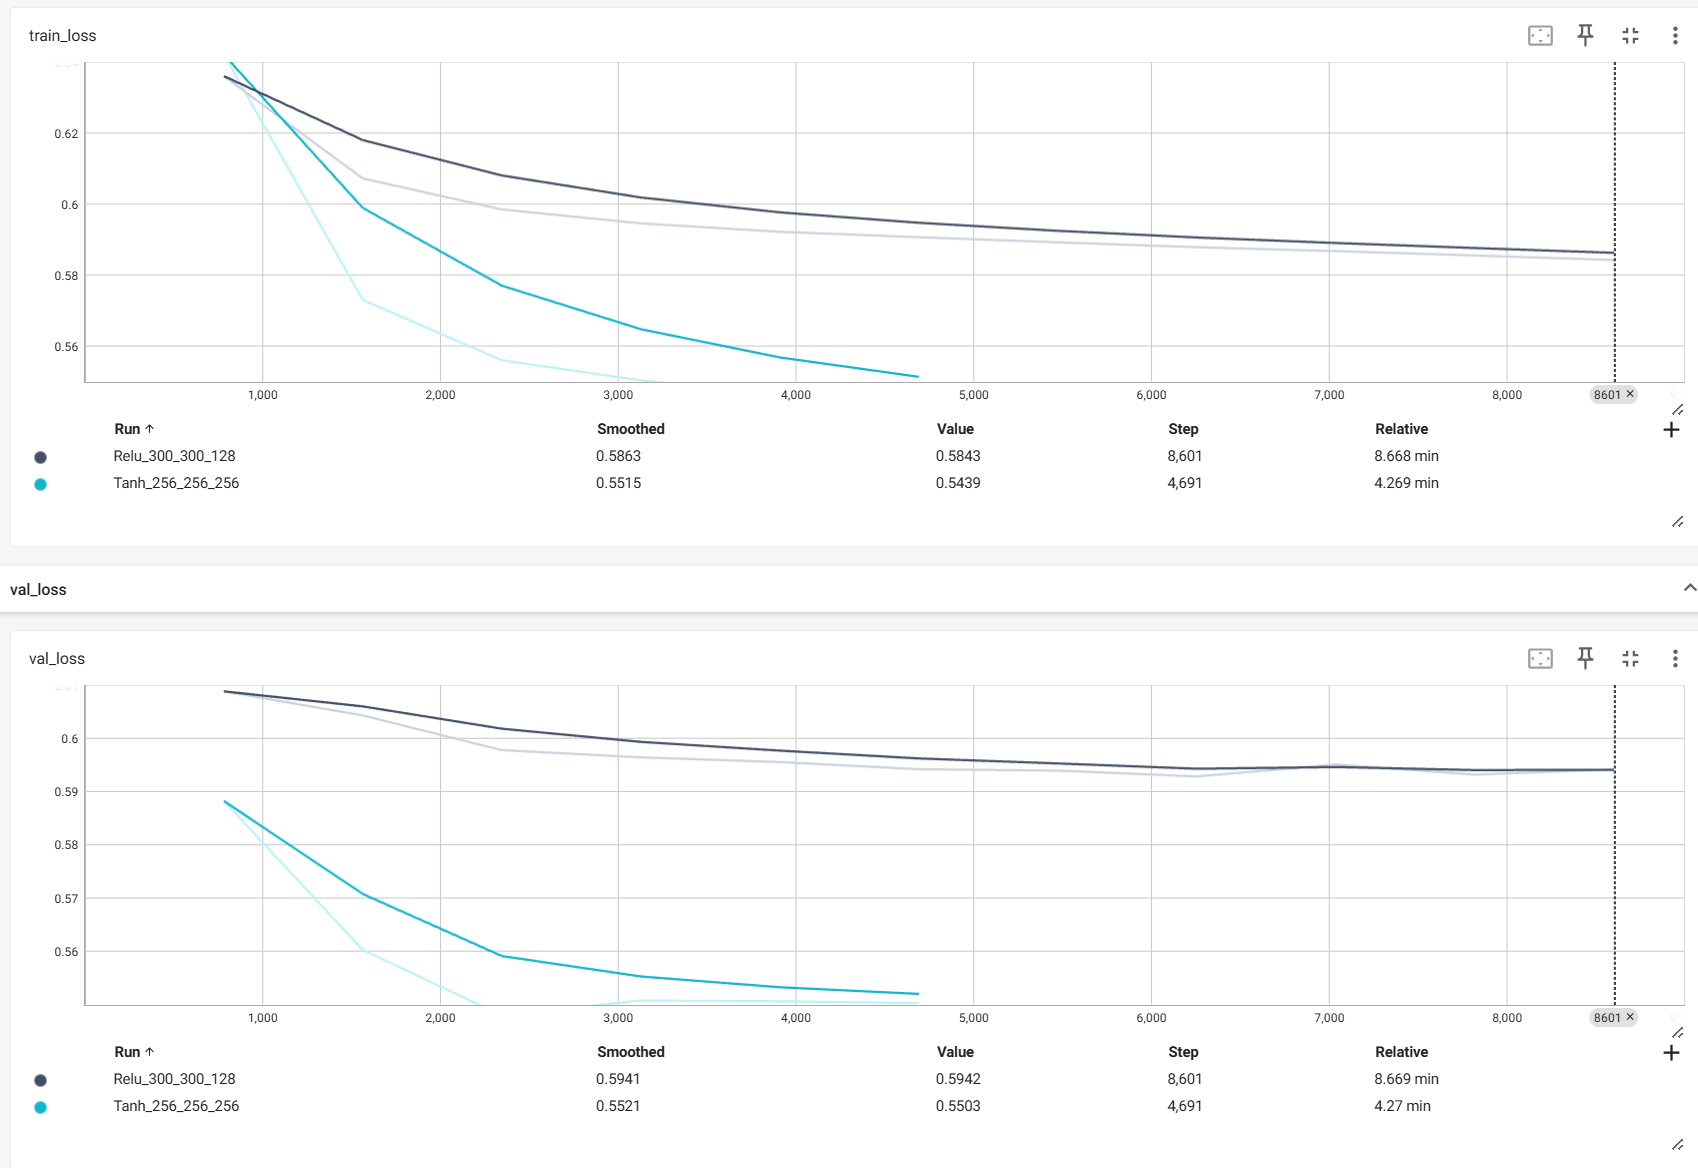 train_loss
0.62
0.6
0.58
0.56
1,000 2,000 3,000 4,000 5,000 6,000 7,000 8,000 8601 ×
Run ↑ Smoothed Value Step Relative
Relu_300_300_128 0.5863 0.5843 8,601 8.668 min
Tanh_256_256_256 0.5515 0.5439 4,691 4.269 min
val_loss
val_loss
0.6
0.59
0.58
0.57
0.56
1,000 2,000 3,000 4,000 5,000 6,000 7,000 8,000 8601 ×
Run ↑ Smoothed Value Step Relative
Relu_300_300_128 0.5941 0.5942 8,601 8.669 min
Tanh_256_256_256 0.5521 0.5503 4,691 4.27 min